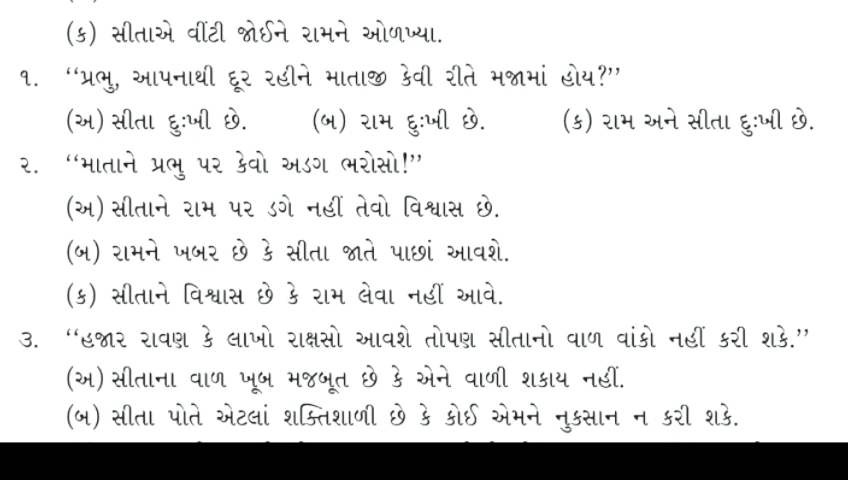 (ક) સીતાએ વીંટી જોઈને રામને ઓળખ્યા.
૧. ‘‘પ્રભુ, આપનાથી દૂર રહીને માતાજી કેવી રીતે મજામાં હોય?’’
(અ) સીતા દુઃખી છે. (બ) રામ દુઃખી છે. (ક) રામ અને સીતા દુઃખી છે.
૨. ‘‘માતાને પ્રભુ પર કેવો અડગ ભરોસો!’’
(અ) સીતાને રામ પર ડગે નહીં તેવો વિશ્વાસ છે.
(બ) રામને ખબર છે કે સીતા જાતે પાછાં આવશે.
(ક) સીતાને વિશ્વાસ છે કે રામ લેવા નહીં આવે.
૩. ‘‘હજાર રાવણ કે લાખો રાક્ષસો આવશે તોપણ સીતાનો વાળ વાંકો નહીં કરી શકે.’’
(અ) સીતાના વાળ ખૂબ મજબૂત છે કે એને વાળી શકાય નહીં.
(બ) સીતા પોતે એટલાં શક્તિશાળી છે કે કોઈ એમને નુકસાન ન કરી શકે.